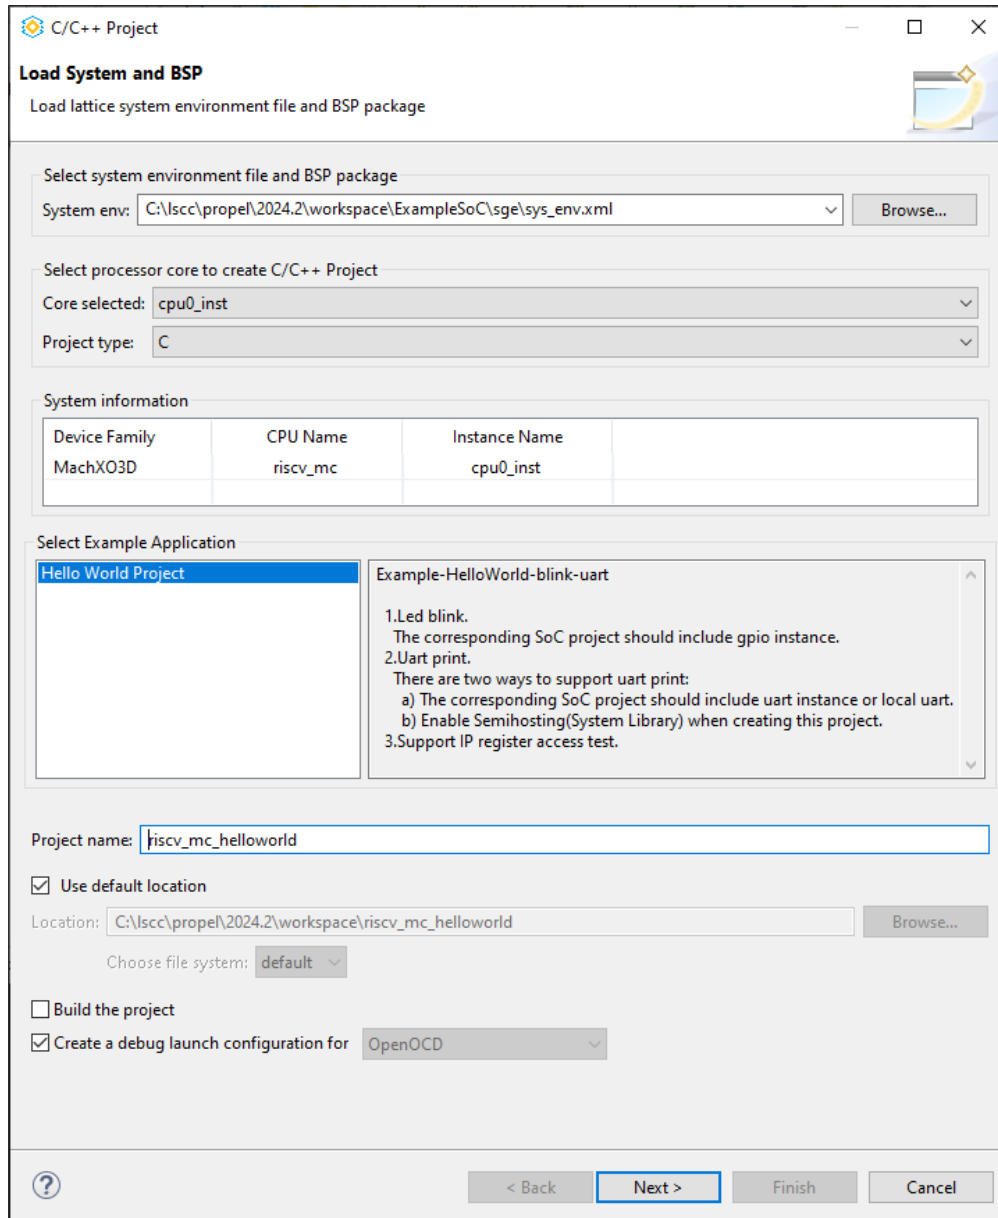 C/C++ Project
Load System and BSP
Load lattice system environment file and BSP package
Select system environment file and BSP package
System env: C:\lscc\propel\2024.2\workspace\ExampleSoC\sge\sys_env.xml Browse...
Select processor core to create C/C++ Project
Core selected: cpu0_inst
Project type: C
System information
Device Family CPU Name Instance Name
MachXO3D riscv_mc cpu0_inst
Select Example Application
Hello World Project
Example-HelloWorld-blink-uart
1.Led blink.
The corresponding SoC project should include gpio instance.
2.Uart print.
There are two ways to support uart print:
a) The corresponding SoC project should include uart instance or local uart.
b) Enable Semihosting(System Library) when creating this project.
3.Support IP register access test.
Project name: riscv_mc_helloworld
Use default location
Location: C:\lscc\propel\2024.2\workspace\riscv_mc_helloworld Browse...
Choose file system: default
Build the project
Create a debug launch configuration for OpenOCD
? < Back Next > Finish Cancel